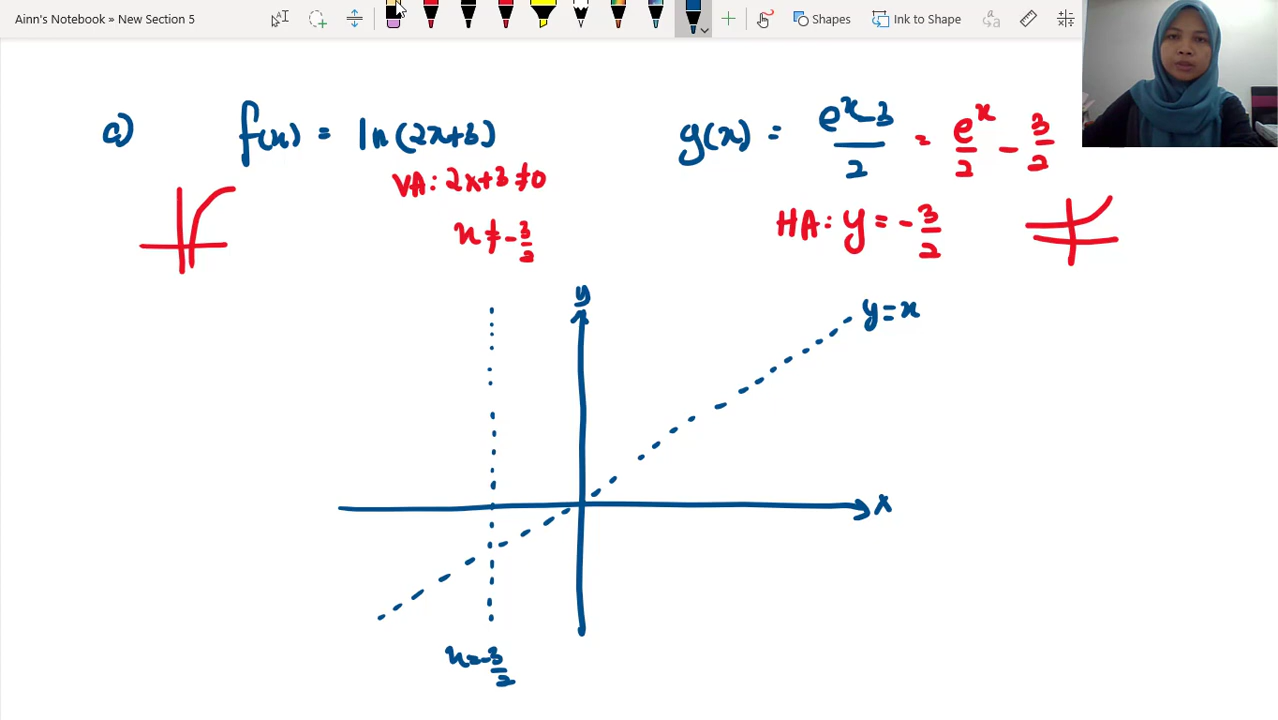 Ainn's Notebook » New Section 5
Shapes
Ink to Shape
a) f(x) = ln(2x+3)
g(x) = e^x-3/2 = e^x/2 - 3/2
VA: 2x+3≠0
x ≠ -3/2
HA: y = -3/2
y
y=x
x
x=-3/2